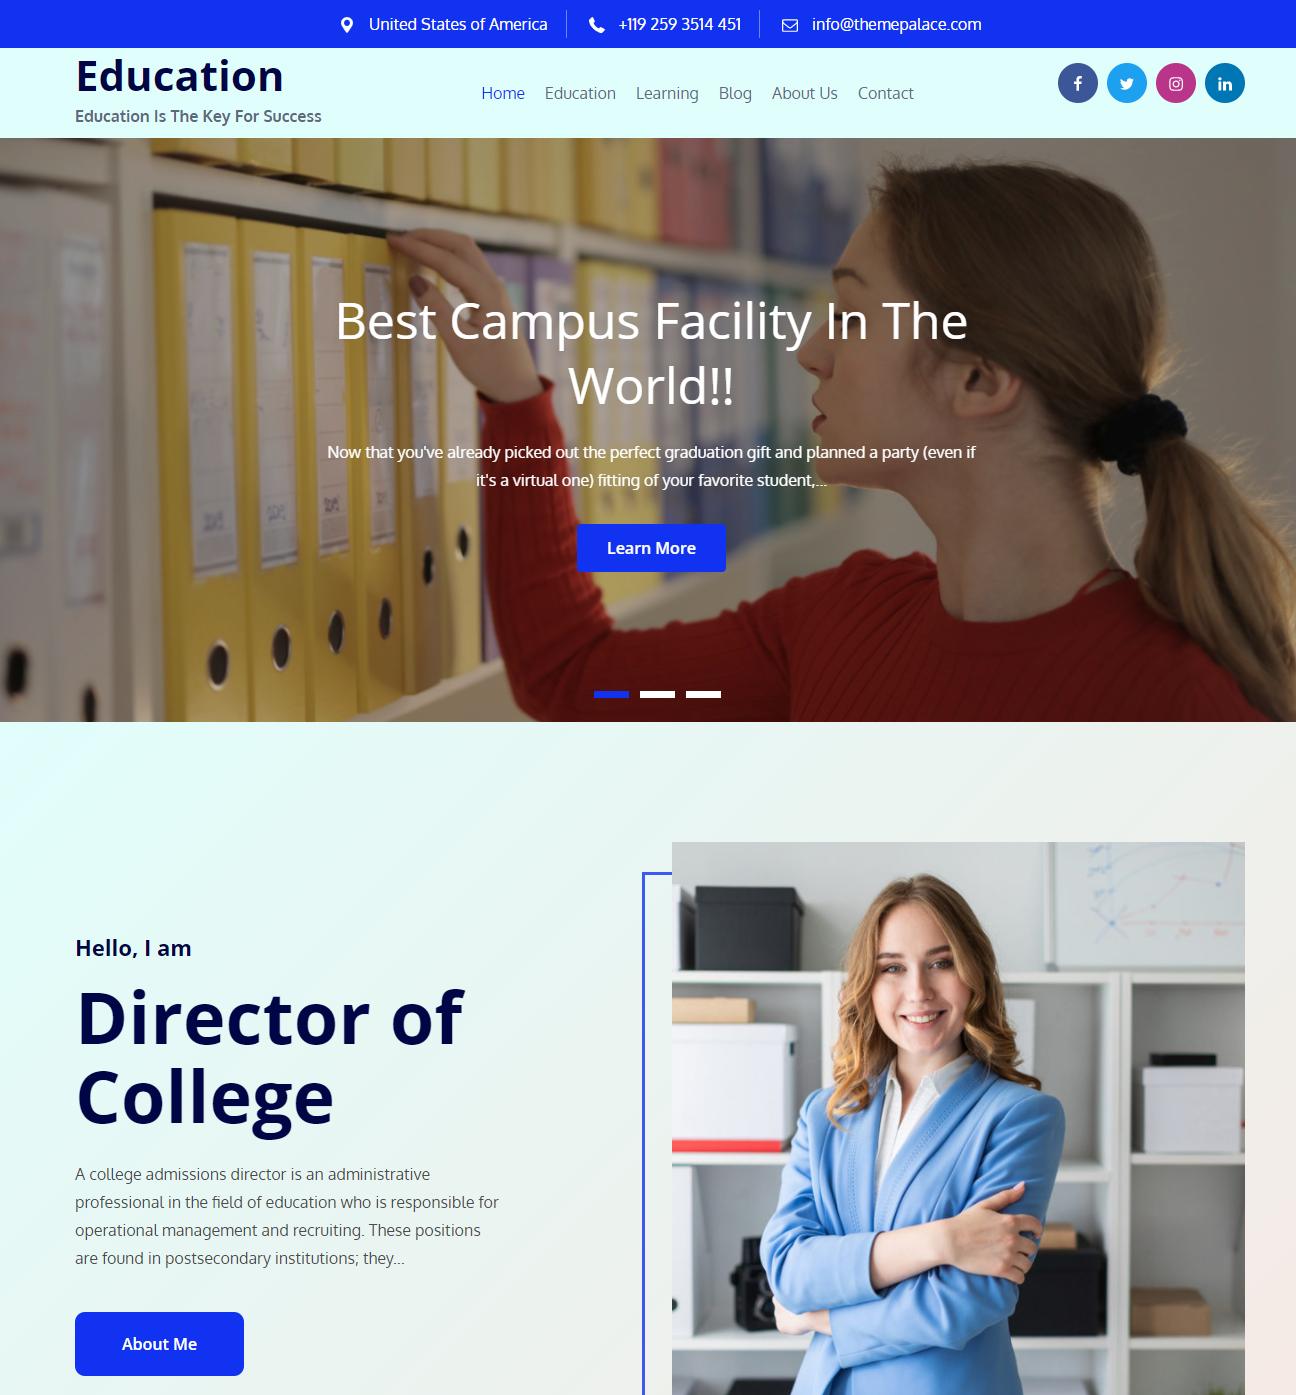 United States of America
+119 259 3514 451
info@themepalace.com
Education
Education Is The Key For Success
Home Education Learning Blog About Us Contact
Best Campus Facility In The
World!!
Now that you've already picked out the perfect graduation gift and planned a party (even if
it's a virtual one) fitting of your favorite student,...
Learn More
Hello, I am
Director of
College
A college admissions director is an administrative
professional in the field of education who is responsible for
operational management and recruiting. These positions
are found in postsecondary institutions; they...
About Me